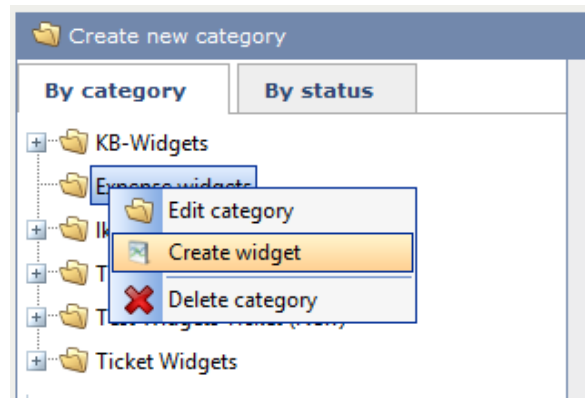 Create new category
By category By status
KB-Widgets
Expense widgets
Edit category
Create widget
Delete category
Ticket Widgets